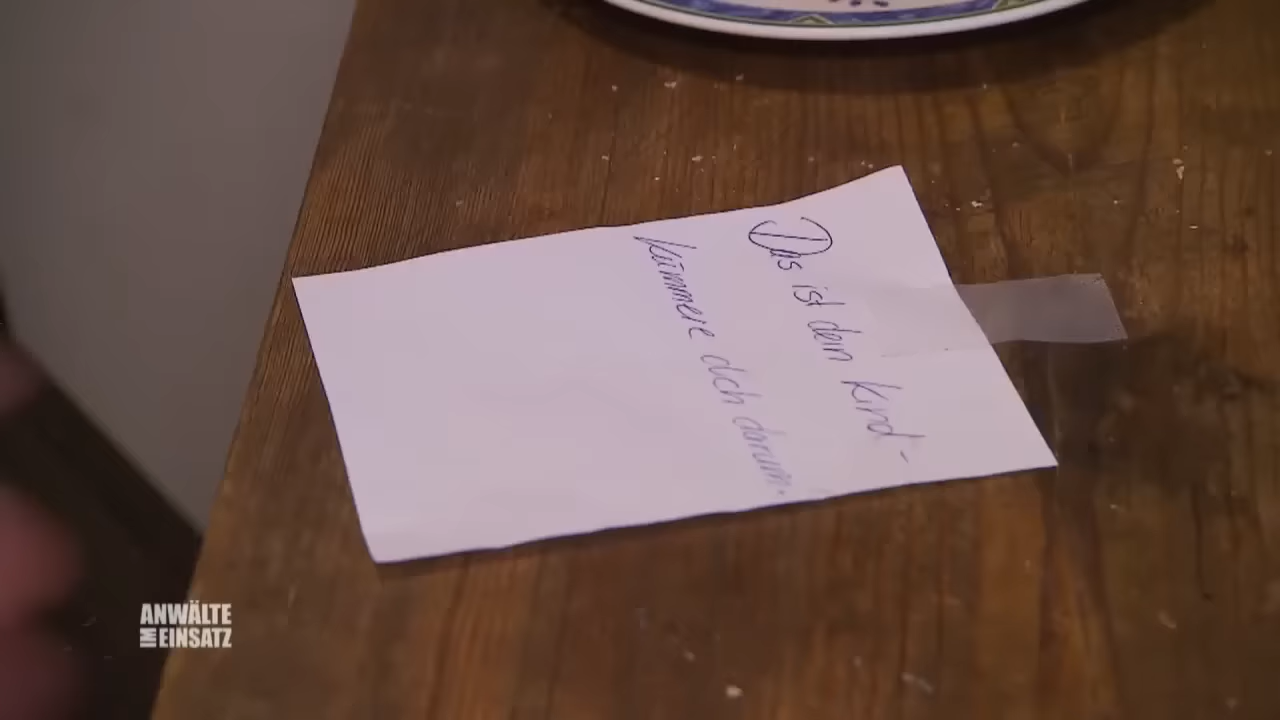 Das ist dein Kind -
kümmere dich darum.
ANWÄLTE
IM EINSATZ